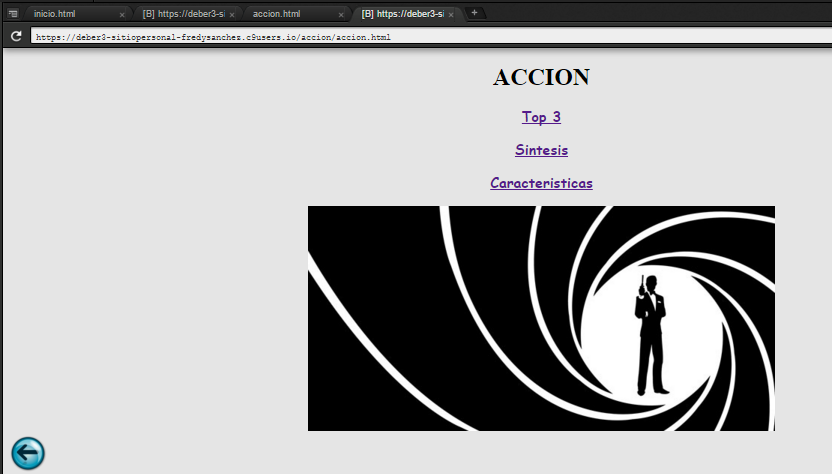 inicio.html
[B] https://deber3-si
accion.html
[B] https://deber3-si
https://deber3-sitiopersonal-fredysanchez.c9users.io/accion/accion.html
ACCION
Top 3
Sintesis
Caracteristicas